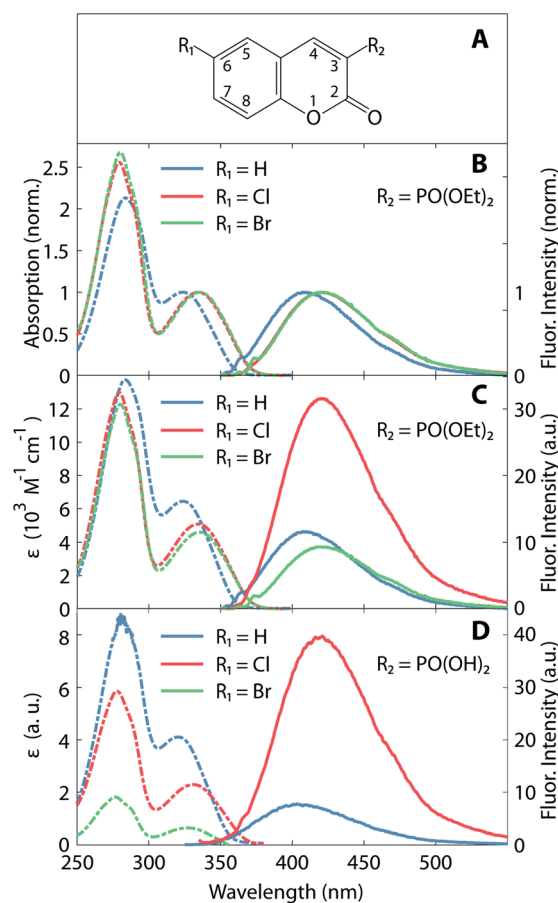 A
R₁
R₂
5
4
6
3
7
2
8
1
O
O
B
R₁ = H
R₁ = Cl
R₁ = Br
R₂ = PO(OEt)₂
Absorption (norm.)
2.5
2
1.5
1
0.5
0
Fluor. Intensity (norm.)
1
0
C
R₁ = H
R₁ = Cl
R₁ = Br
R₂ = PO(OEt)₂
ε (10³ M⁻¹ cm⁻¹)
12
10
8
6
4
2
0
Fluor. Intensity (a.u.)
30
20
10
0
D
R₁ = H
R₁ = Cl
R₁ = Br
R₂ = PO(OH)₂
ε (a. u.)
8
6
4
2
0
Fluor. Intensity (a.u.)
40
30
20
10
0
250 300 350 400 450 500
Wavelength (nm)